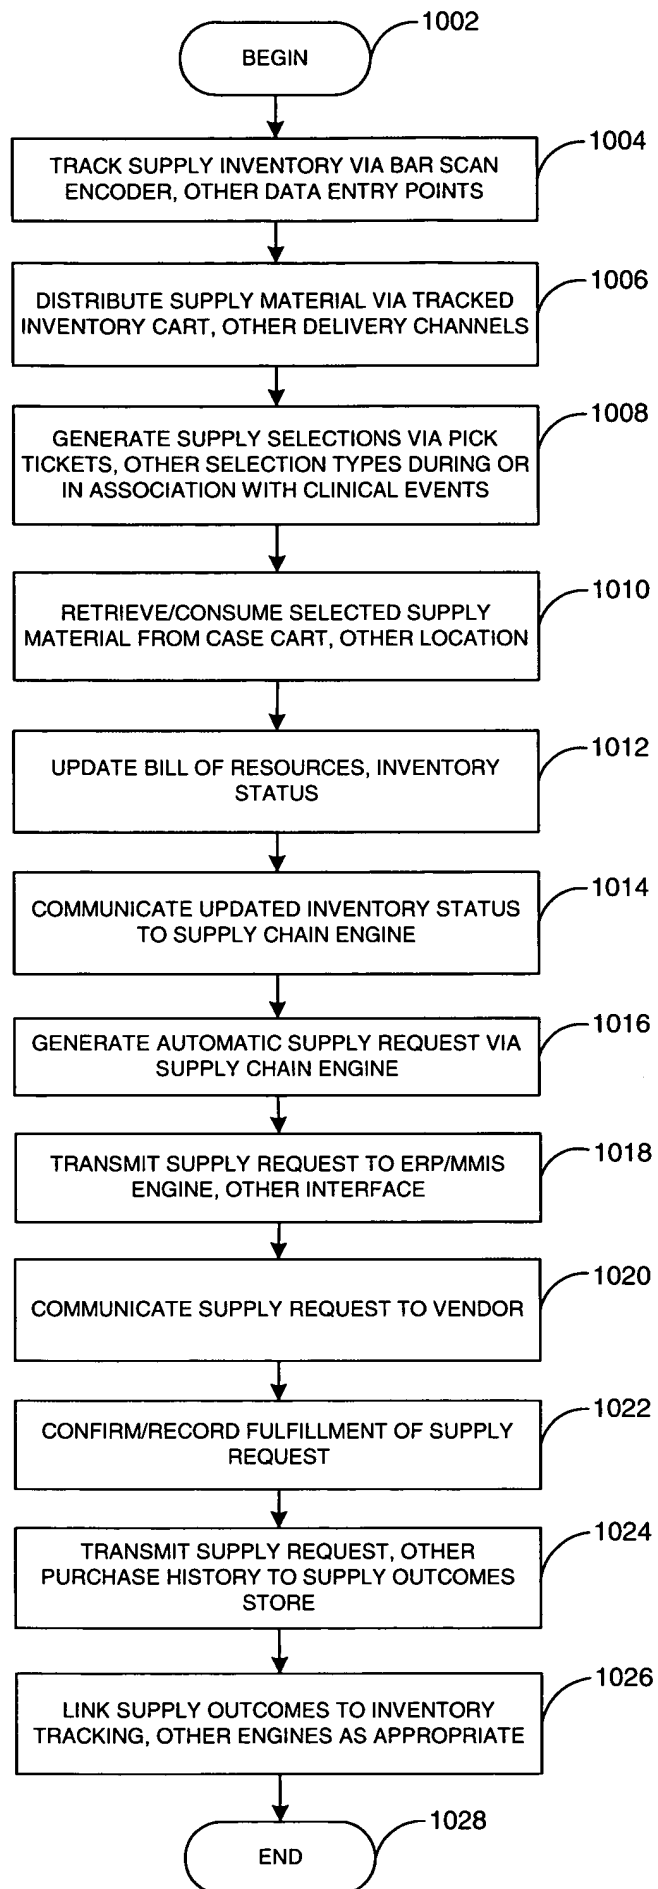 1002
BEGIN
1004
TRACK SUPPLY INVENTORY VIA BAR SCAN
ENCODER, OTHER DATA ENTRY POINTS
1006
DISTRIBUTE SUPPLY MATERIAL VIA TRACKED
INVENTORY CART, OTHER DELIVERY CHANNELS
1008
GENERATE SUPPLY SELECTIONS VIA PICK
TICKETS, OTHER SELECTION TYPES DURING OR
IN ASSOCIATION WITH CLINICAL EVENTS
1010
RETRIEVE/CONSUME SELECTED SUPPLY
MATERIAL FROM CASE CART, OTHER LOCATION
1012
UPDATE BILL OF RESOURCES, INVENTORY
STATUS
1014
COMMUNICATE UPDATED INVENTORY STATUS
TO SUPPLY CHAIN ENGINE
1016
GENERATE AUTOMATIC SUPPLY REQUEST VIA
SUPPLY CHAIN ENGINE
1018
TRANSMIT SUPPLY REQUEST TO ERP/MMIS
ENGINE, OTHER INTERFACE
1020
COMMUNICATE SUPPLY REQUEST TO VENDOR
1022
CONFIRM/RECORD FULFILLMENT OF SUPPLY
REQUEST
1024
TRANSMIT SUPPLY REQUEST, OTHER
PURCHASE HISTORY TO SUPPLY OUTCOMES
STORE
1026
LINK SUPPLY OUTCOMES TO INVENTORY
TRACKING, OTHER ENGINES AS APPROPRIATE
1028
END